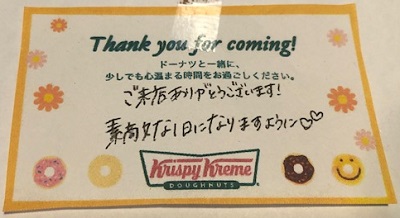 Thank you for coming!
ドーナツと一緒に、
少しでも心温まる時間をお過ごしください。
ご来店ありがとうございます!
素商女な1日になりますように♡♡
Krispy Kreme
DOUGHNUTS